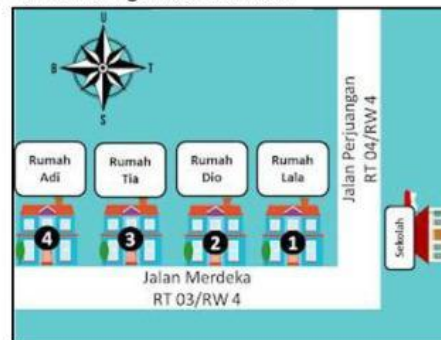 U
B
T
S
Rumah
Adi
Rumah
Tia
Rumah
Dio
Rumah
Lala
4
3
2
1
Jalan Perjuangan
RT 04/RW 4
Sekolah
Jalan Merdeka
RT 03/RW 4